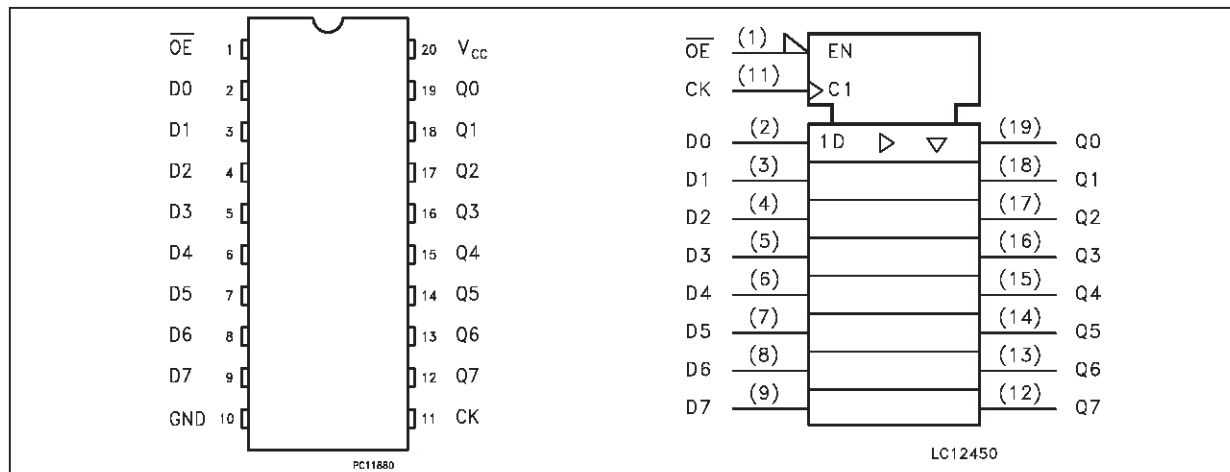 O̅E̅ 1 20 VCC
D0 2 19 Q0
D1 3 18 Q1
D2 4 17 Q2
D3 5 16 Q3
D4 6 15 Q4
D5 7 14 Q5
D6 8 13 Q6
D7 9 12 Q7
GND 10 11 CK
PC11880
O̅E̅ (1) EN
CK (11) C1
D0 (2) 1D (19) Q0
D1 (3) (18) Q1
D2 (4) (17) Q2
D3 (5) (16) Q3
D4 (6) (15) Q4
D5 (7) (14) Q5
D6 (8) (13) Q6
D7 (9) (12) Q7
LC12450